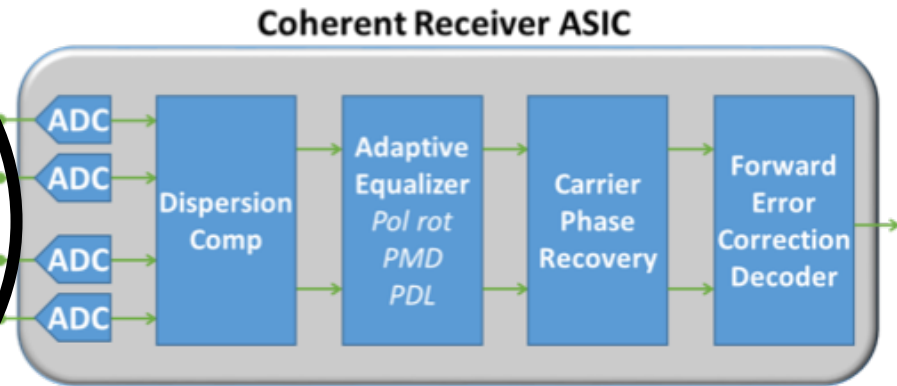 Coherent Receiver ASIC
ADC
ADC
ADC
ADC
Dispersion
Comp
Adaptive
Equalizer
Pol rot
PMD
PDL
Carrier
Phase
Recovery
Forward
Error
Correction
Decoder